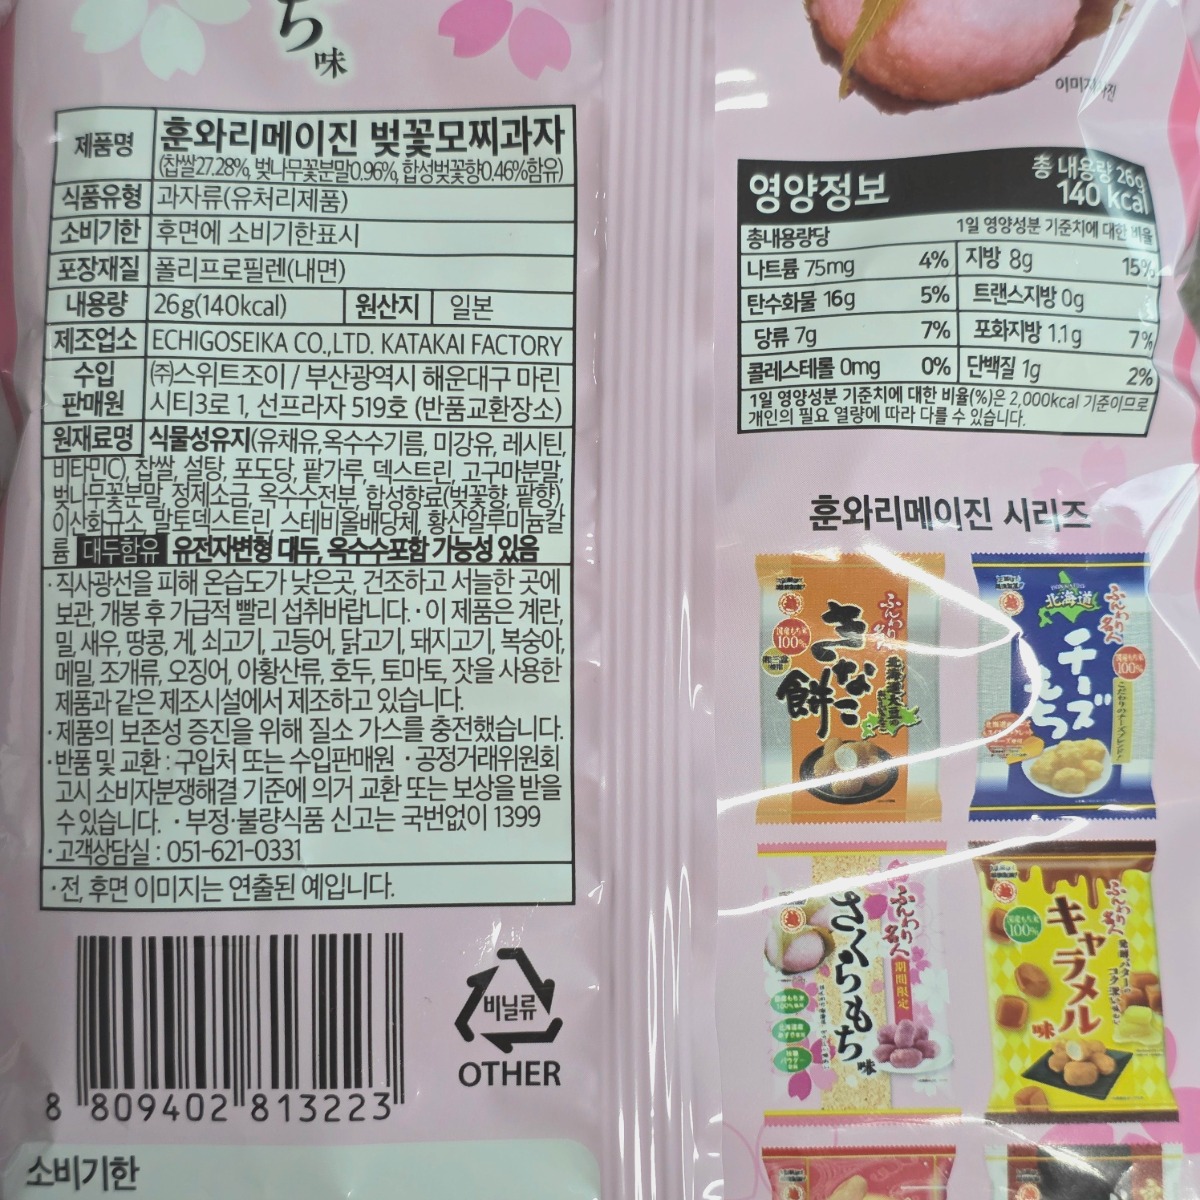 ち味
이미지사진
제품명 훈와리메이진 벚꽃모찌과자
(찹쌀27.28%, 벚나무꽃분말0.96%, 합성벚꽃향0.46%함유)
식품유형 과자류(유처리제품)
소비기한 후면에 소비기한표시
포장재질 폴리프로필렌(내면)
내용량 26g(140kcal) 원산지 일본
제조업소 ECHIGOSEIKA CO.,LTD. KATAKAI FACTORY
수입판매원 ㈜스위트조이 / 부산광역시 해운대구 마린
시티3로 1, 선프라자 519호 (반품교환장소)
원재료명 식물성유지(유채유,옥수수기름, 미강유, 레시틴,
비타민C), 찹쌀, 설탕, 포도당, 팥가루, 덱스트린, 고구마분말,
벚나무꽃분말, 정제소금, 옥수수전분, 합성향료(벚꽃향, 팥향)
이산화규소, 말토덱스트린, 스테비올배당체, 황산알루미늄칼
륨 대두함유 유전자변형 대두, 옥수수포함 가능성 있음
·직사광선을 피해 온습도가 낮은곳, 건조하고 서늘한 곳에
보관, 개봉 후 가급적 빨리 섭취바랍니다. ·이 제품은 계란,
밀, 새우, 땅콩, 게, 쇠고기, 고등어, 닭고기, 돼지고기, 복숭아,
메밀, 조개류, 오징어, 아황산류, 호두, 토마토, 잣을 사용한
제품과 같은 제조시설에서 제조하고 있습니다.
·제품의 보존성 증진을 위해 질소 가스를 충전했습니다.
·반품 및 교환 : 구입처 또는 수입판매원 ·공정거래위원회
고시 소비자분쟁해결 기준에 의거 교환 또는 보상을 받을
수 있습니다. ·부정·불량식품 신고는 국번없이 1399
·고객상담실 : 051-621-0331
·전, 후면 이미지는 연출된 예입니다.
8 809402 813223
비닐류
OTHER
소비기한
영양정보
총 내용량 26g
140 kcal
총내용량당 1일 영양성분 기준치에 대한 비율
나트륨 75mg 4% 지방 8g 15%
탄수화물 16g 5% 트랜스지방 0g
당류 7g 7% 포화지방 1.1g 7%
콜레스테롤 0mg 0% 단백질 1g 2%
1일 영양성분 기준치에 대한 비율(%)은 2,000kcal 기준이므로
개인의 필요 열량에 따라 다를 수 있습니다.
훈와리메이진 시리즈
ふんわり名人
きなこ餅
100%
ふんわり名人
北海道
チーズもち
100%
ふんわり名人
期間限定
さくらもち味
ふんわり名人
キャラメル味
100%